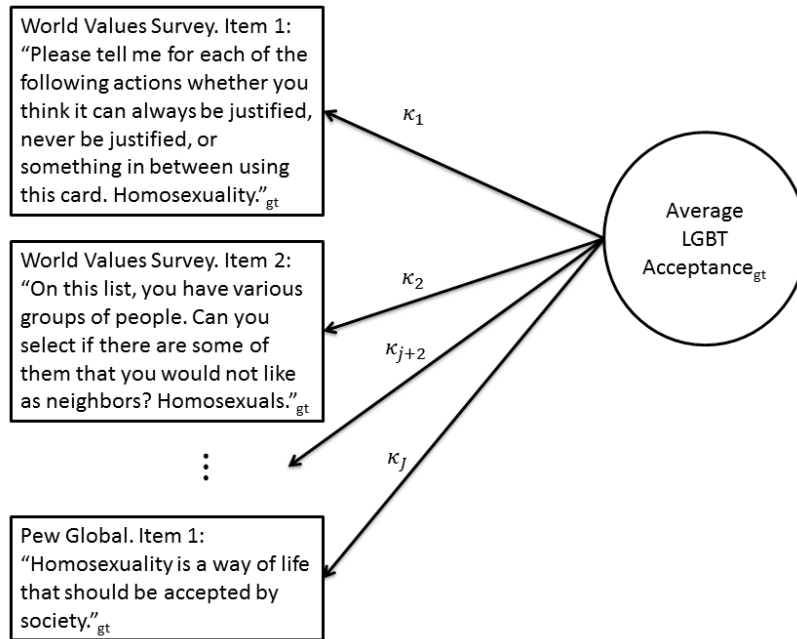 World Values Survey. Item 1:
“Please tell me for each of the
following actions whether you
think it can always be justified,
never be justified, or
something in between using
this card. Homosexuality.”gt
κ1
Average
LGBT
Acceptancegt
World Values Survey. Item 2:
“On this list, you have various
groups of people. Can you
select if there are some of
them that you would not like
as neighbors? Homosexuals.”gt
κ2
κj+2
⋮
κJ
Pew Global. Item 1:
“Homosexuality is a way of life
that should be accepted by
society.”gt